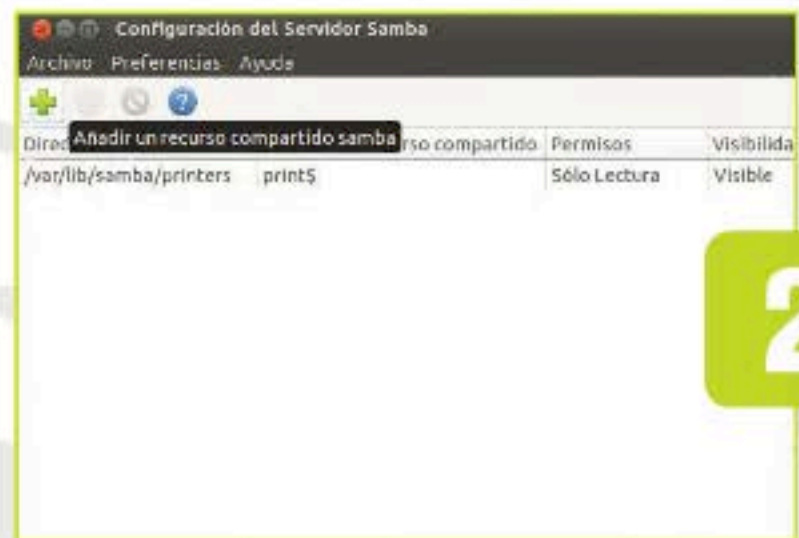 Configuración del Servidor Samba
Archivo Preferencias Ayuda
Añadir un recurso compartido samba
Direc rso compartido Permisos Visibilida
/var/lib/samba/printers print$ Sólo Lectura Visible
2